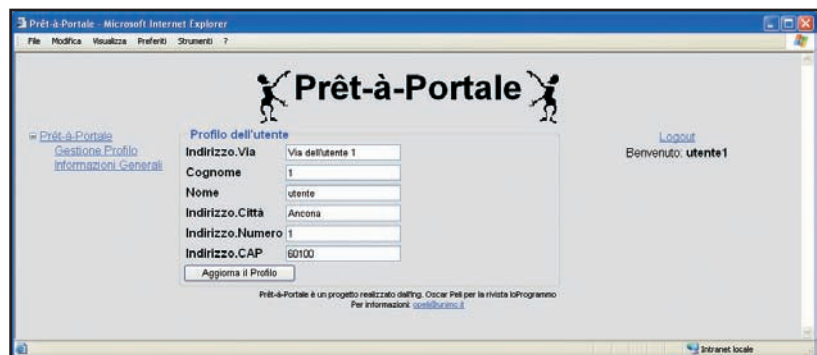 Prêt-à-Portale - Microsoft Internet Explorer
File Modifica Visualizza Preferiti Strumenti ?
Prêt-à-Portale
Prêt-à-Portale
Gestione Profilo
Informazioni Generali
Profilo dell'utente
Indirizzo.Via Via dell'utente 1
Cognome 1
Nome utente
Indirizzo.Città Ancona
Indirizzo.Numero 1
Indirizzo.CAP 60100
Aggiorna il Profilo
Logout
Benvenuto: utente1
Prêt-à-Portale è un progetto realizzato dall'ing. Oscar Peli per la rivista ioProgrammo
Per informazioni: opeli@unimc.it
Intranet locale